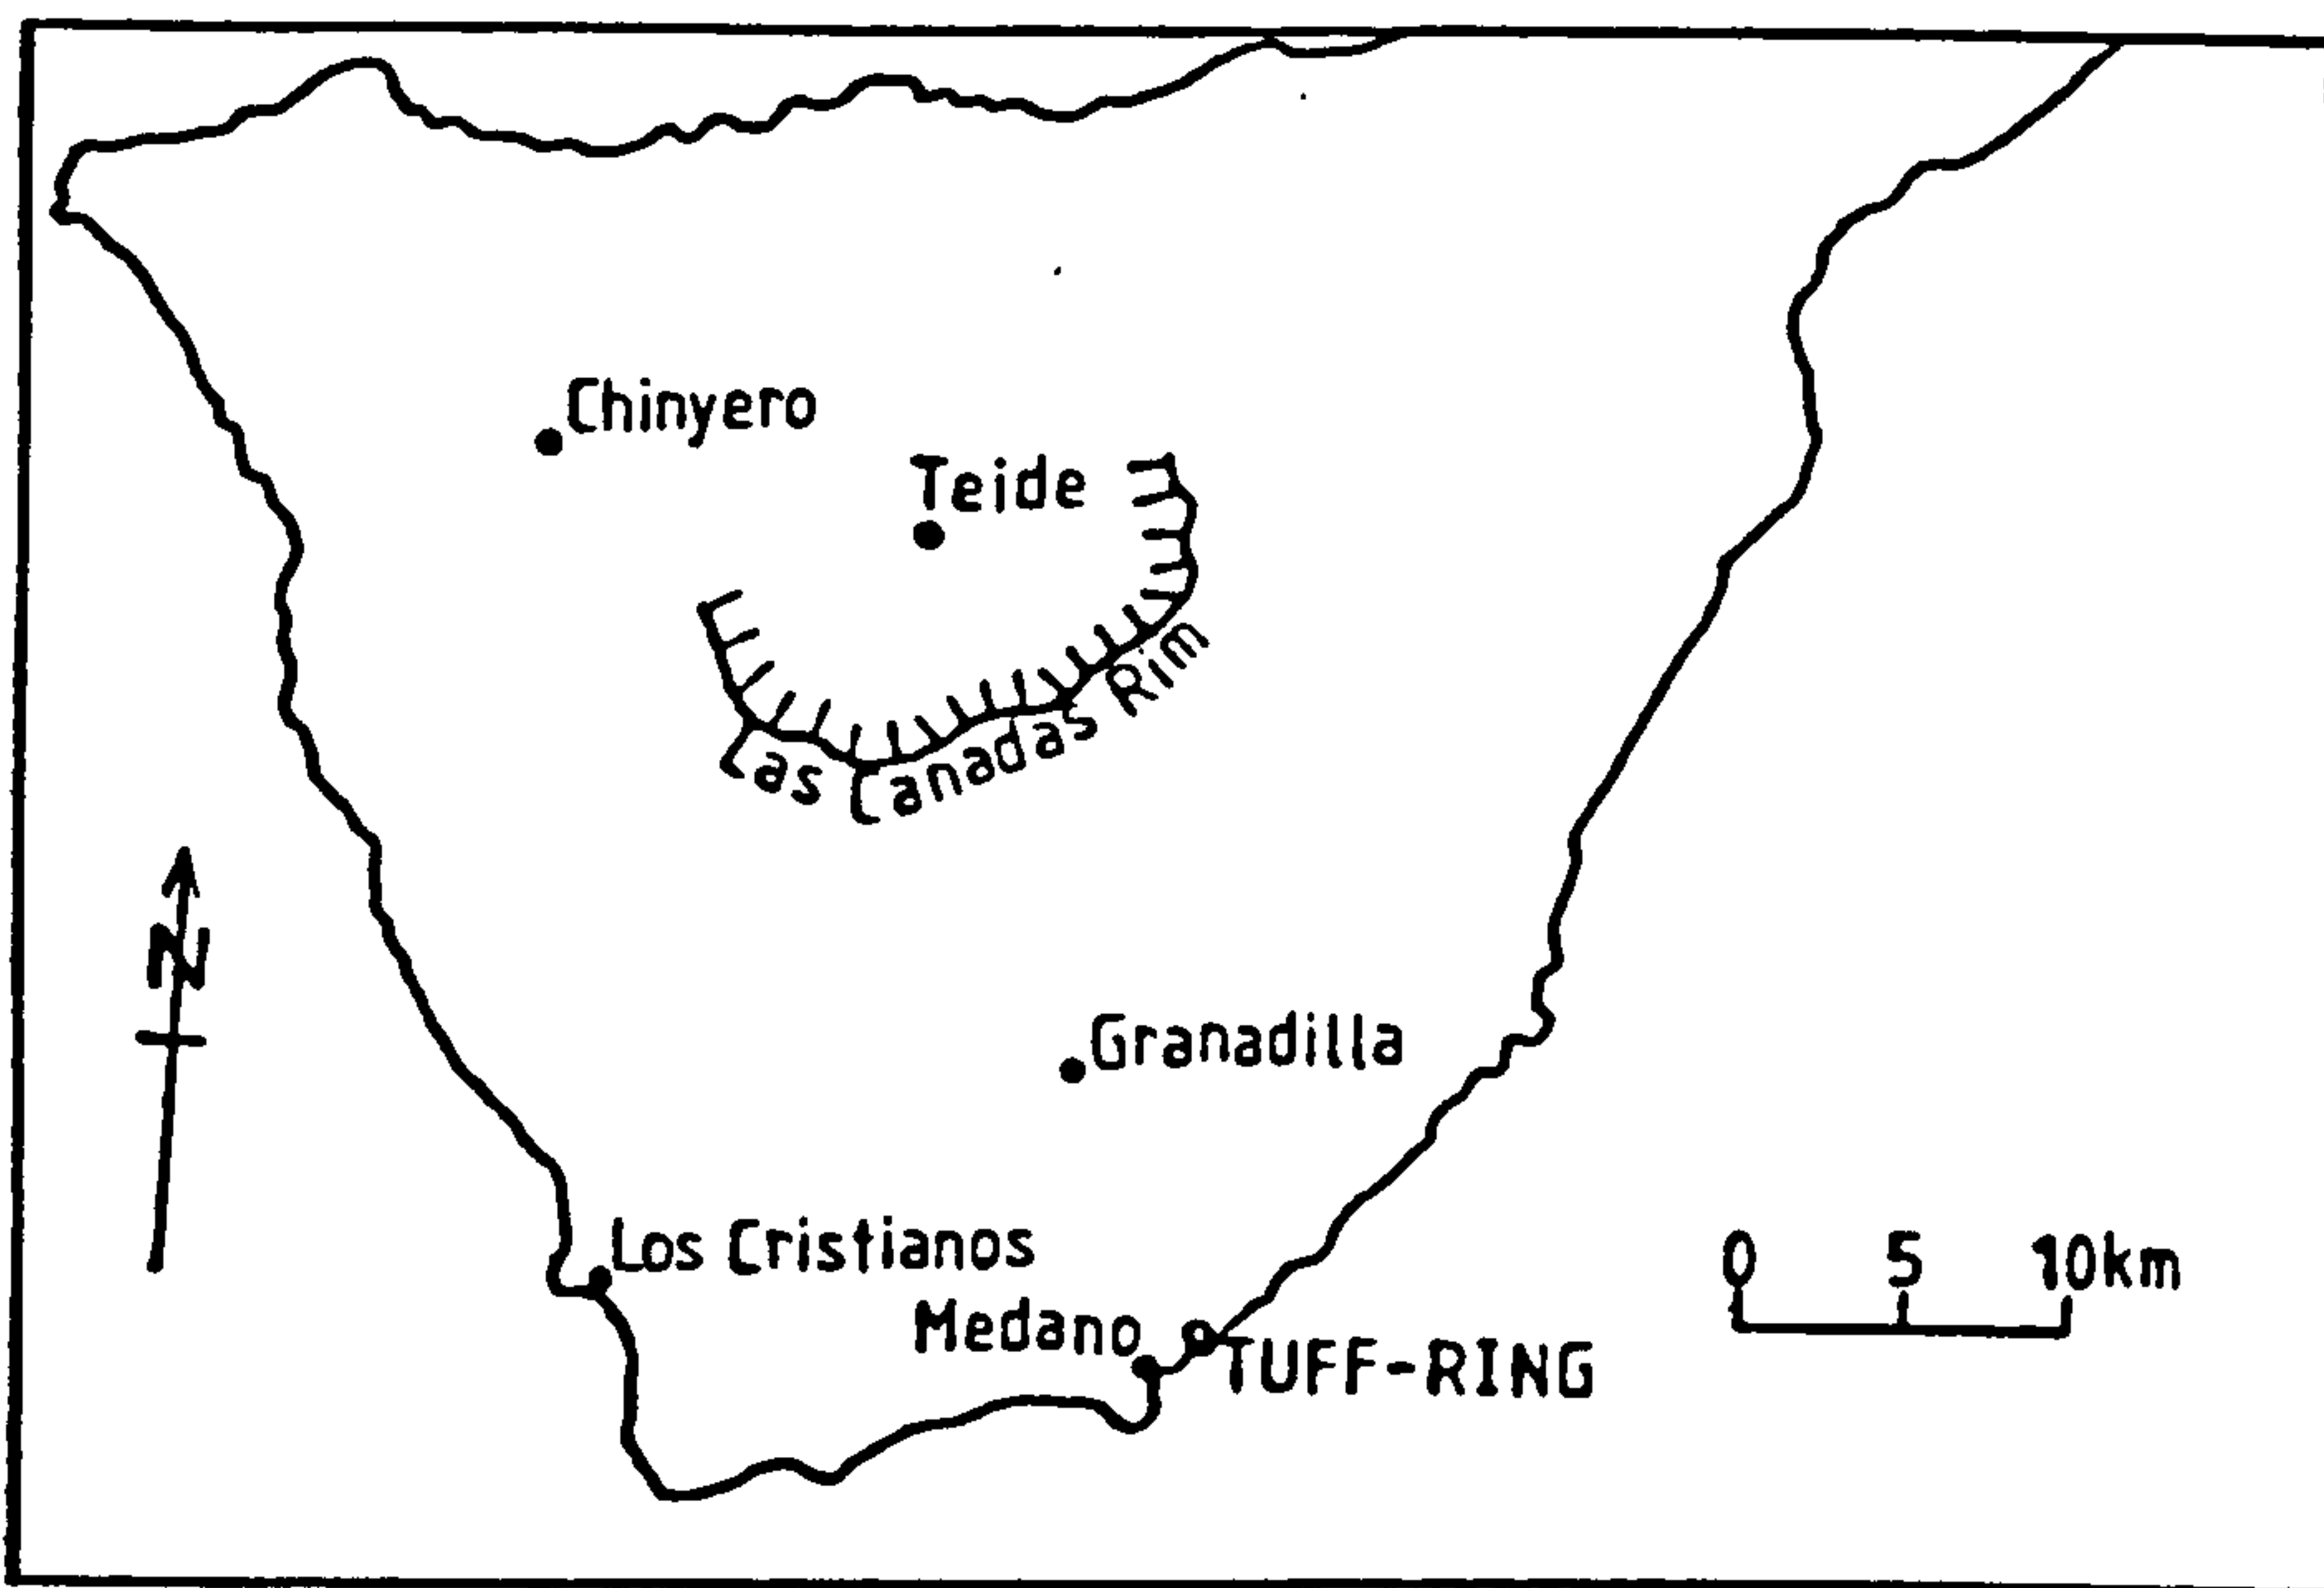 Chinyero
Teide
Las Canadas Rim
N
Granadilla
Los Cristianos
0 5 10km
Medano
TUFF-RING